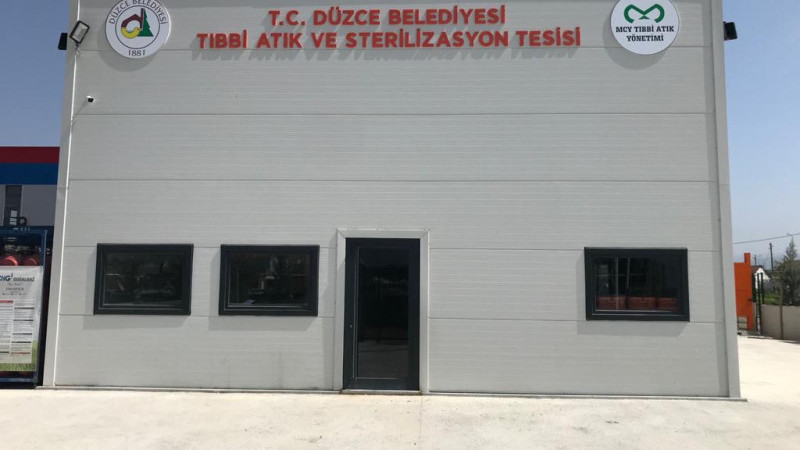 DÜZCE BELEDİYESİ
1881
T.C. DÜZCE BELEDİYESİ
TIBBİ ATIK VE STERİLİZASYON TESİSİ
MCY TIBBİ ATIK
YÖNETİMİ